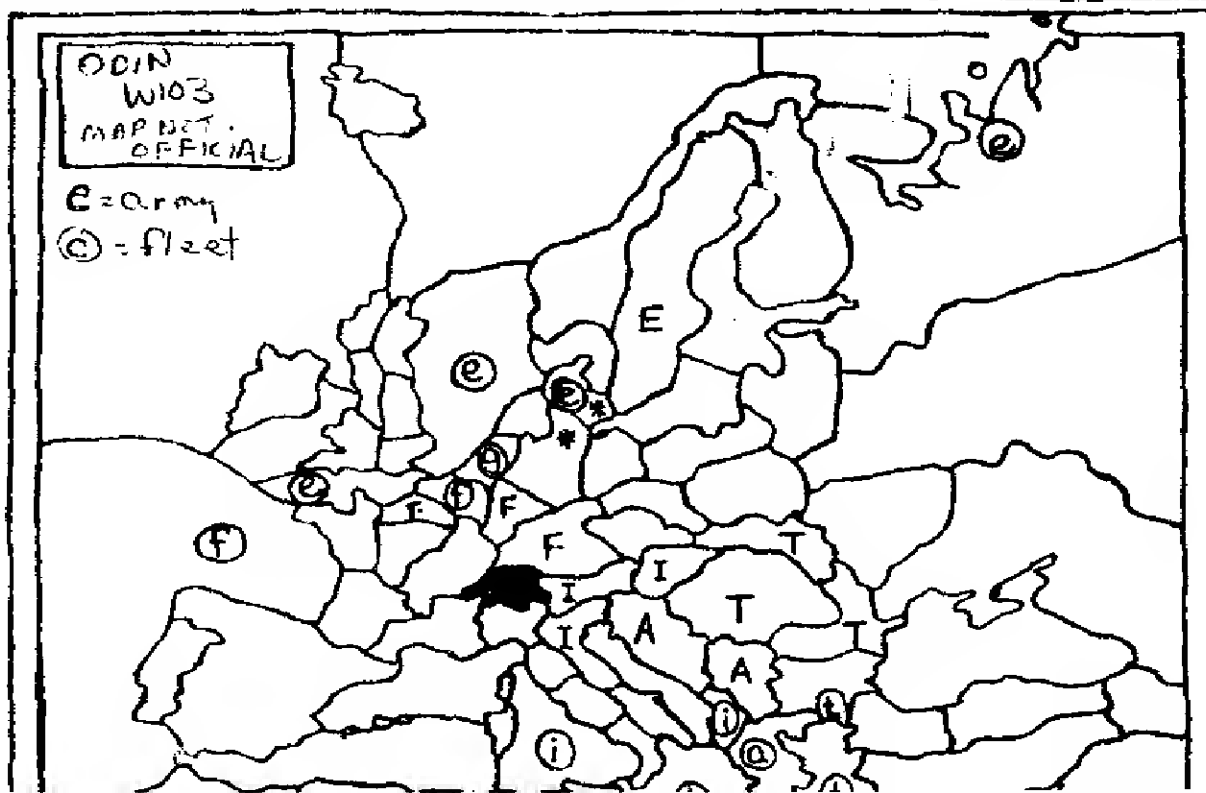 ODIN
W103
MAP NOT.
OFFICIAL
e = army
ⓒ = fleet
ⓔ
E
ⓔ
ⓔ
*
*
ⓕ
ⓔ
F
F
ⓕ
F
T
I
I
T
A
I
T
A
ⓘ
ⓣ
ⓘ
ⓐ
ⓣ